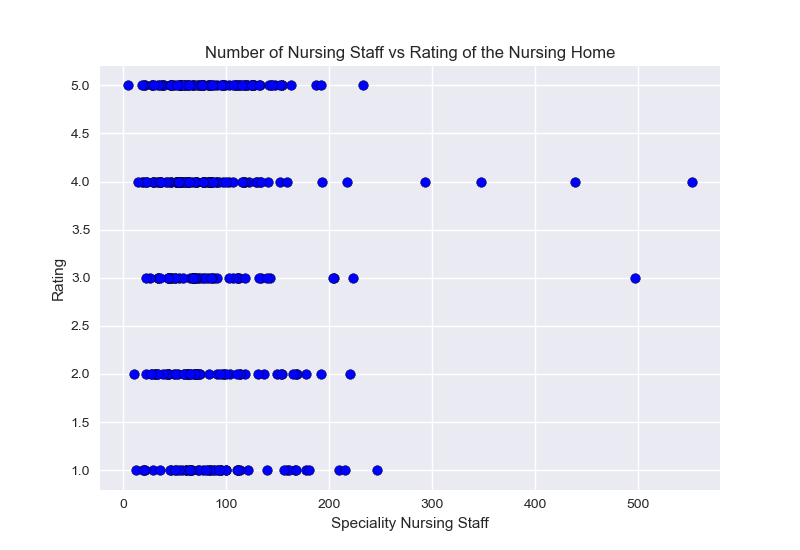 Number of Nursing Staff vs Rating of the Nursing Home
5.0
4.5
4.0
3.5
3.0
2.5
2.0
1.5
1.0
Rating
0 100 200 300 400 500
Speciality Nursing Staff